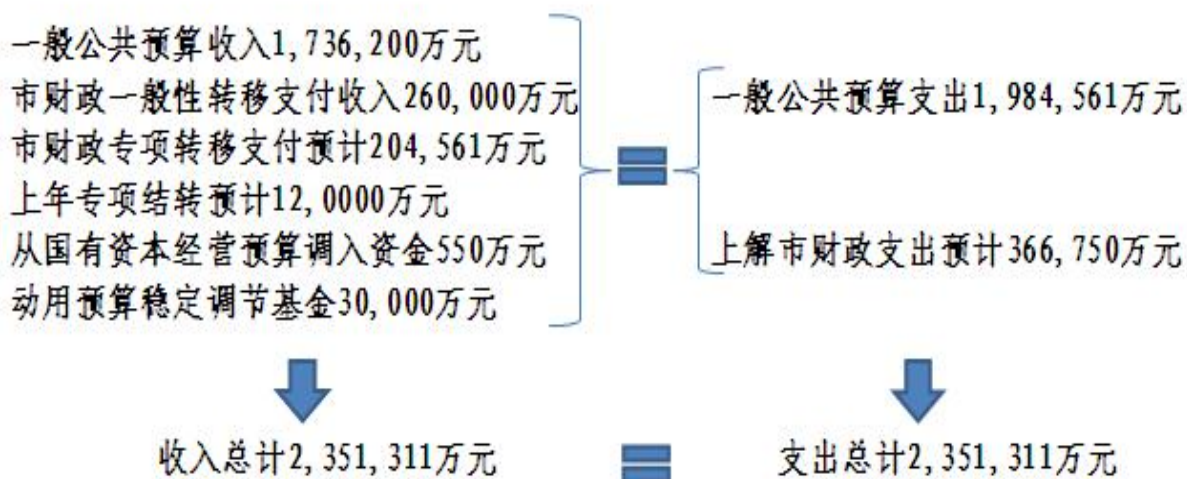 一般公共预算收入1,736,200万元
市财政一般性转移支付收入260,000万元
市财政专项转移支付预计204,561万元
上年专项结转预计12,0000万元
从国有资本经营预算调入资金550万元
动用预算稳定调节基金30,000万元
一般公共预算支出1,984,561万元
上解市财政支出预计366,750万元
收入总计2,351,311万元
支出总计2,351,311万元